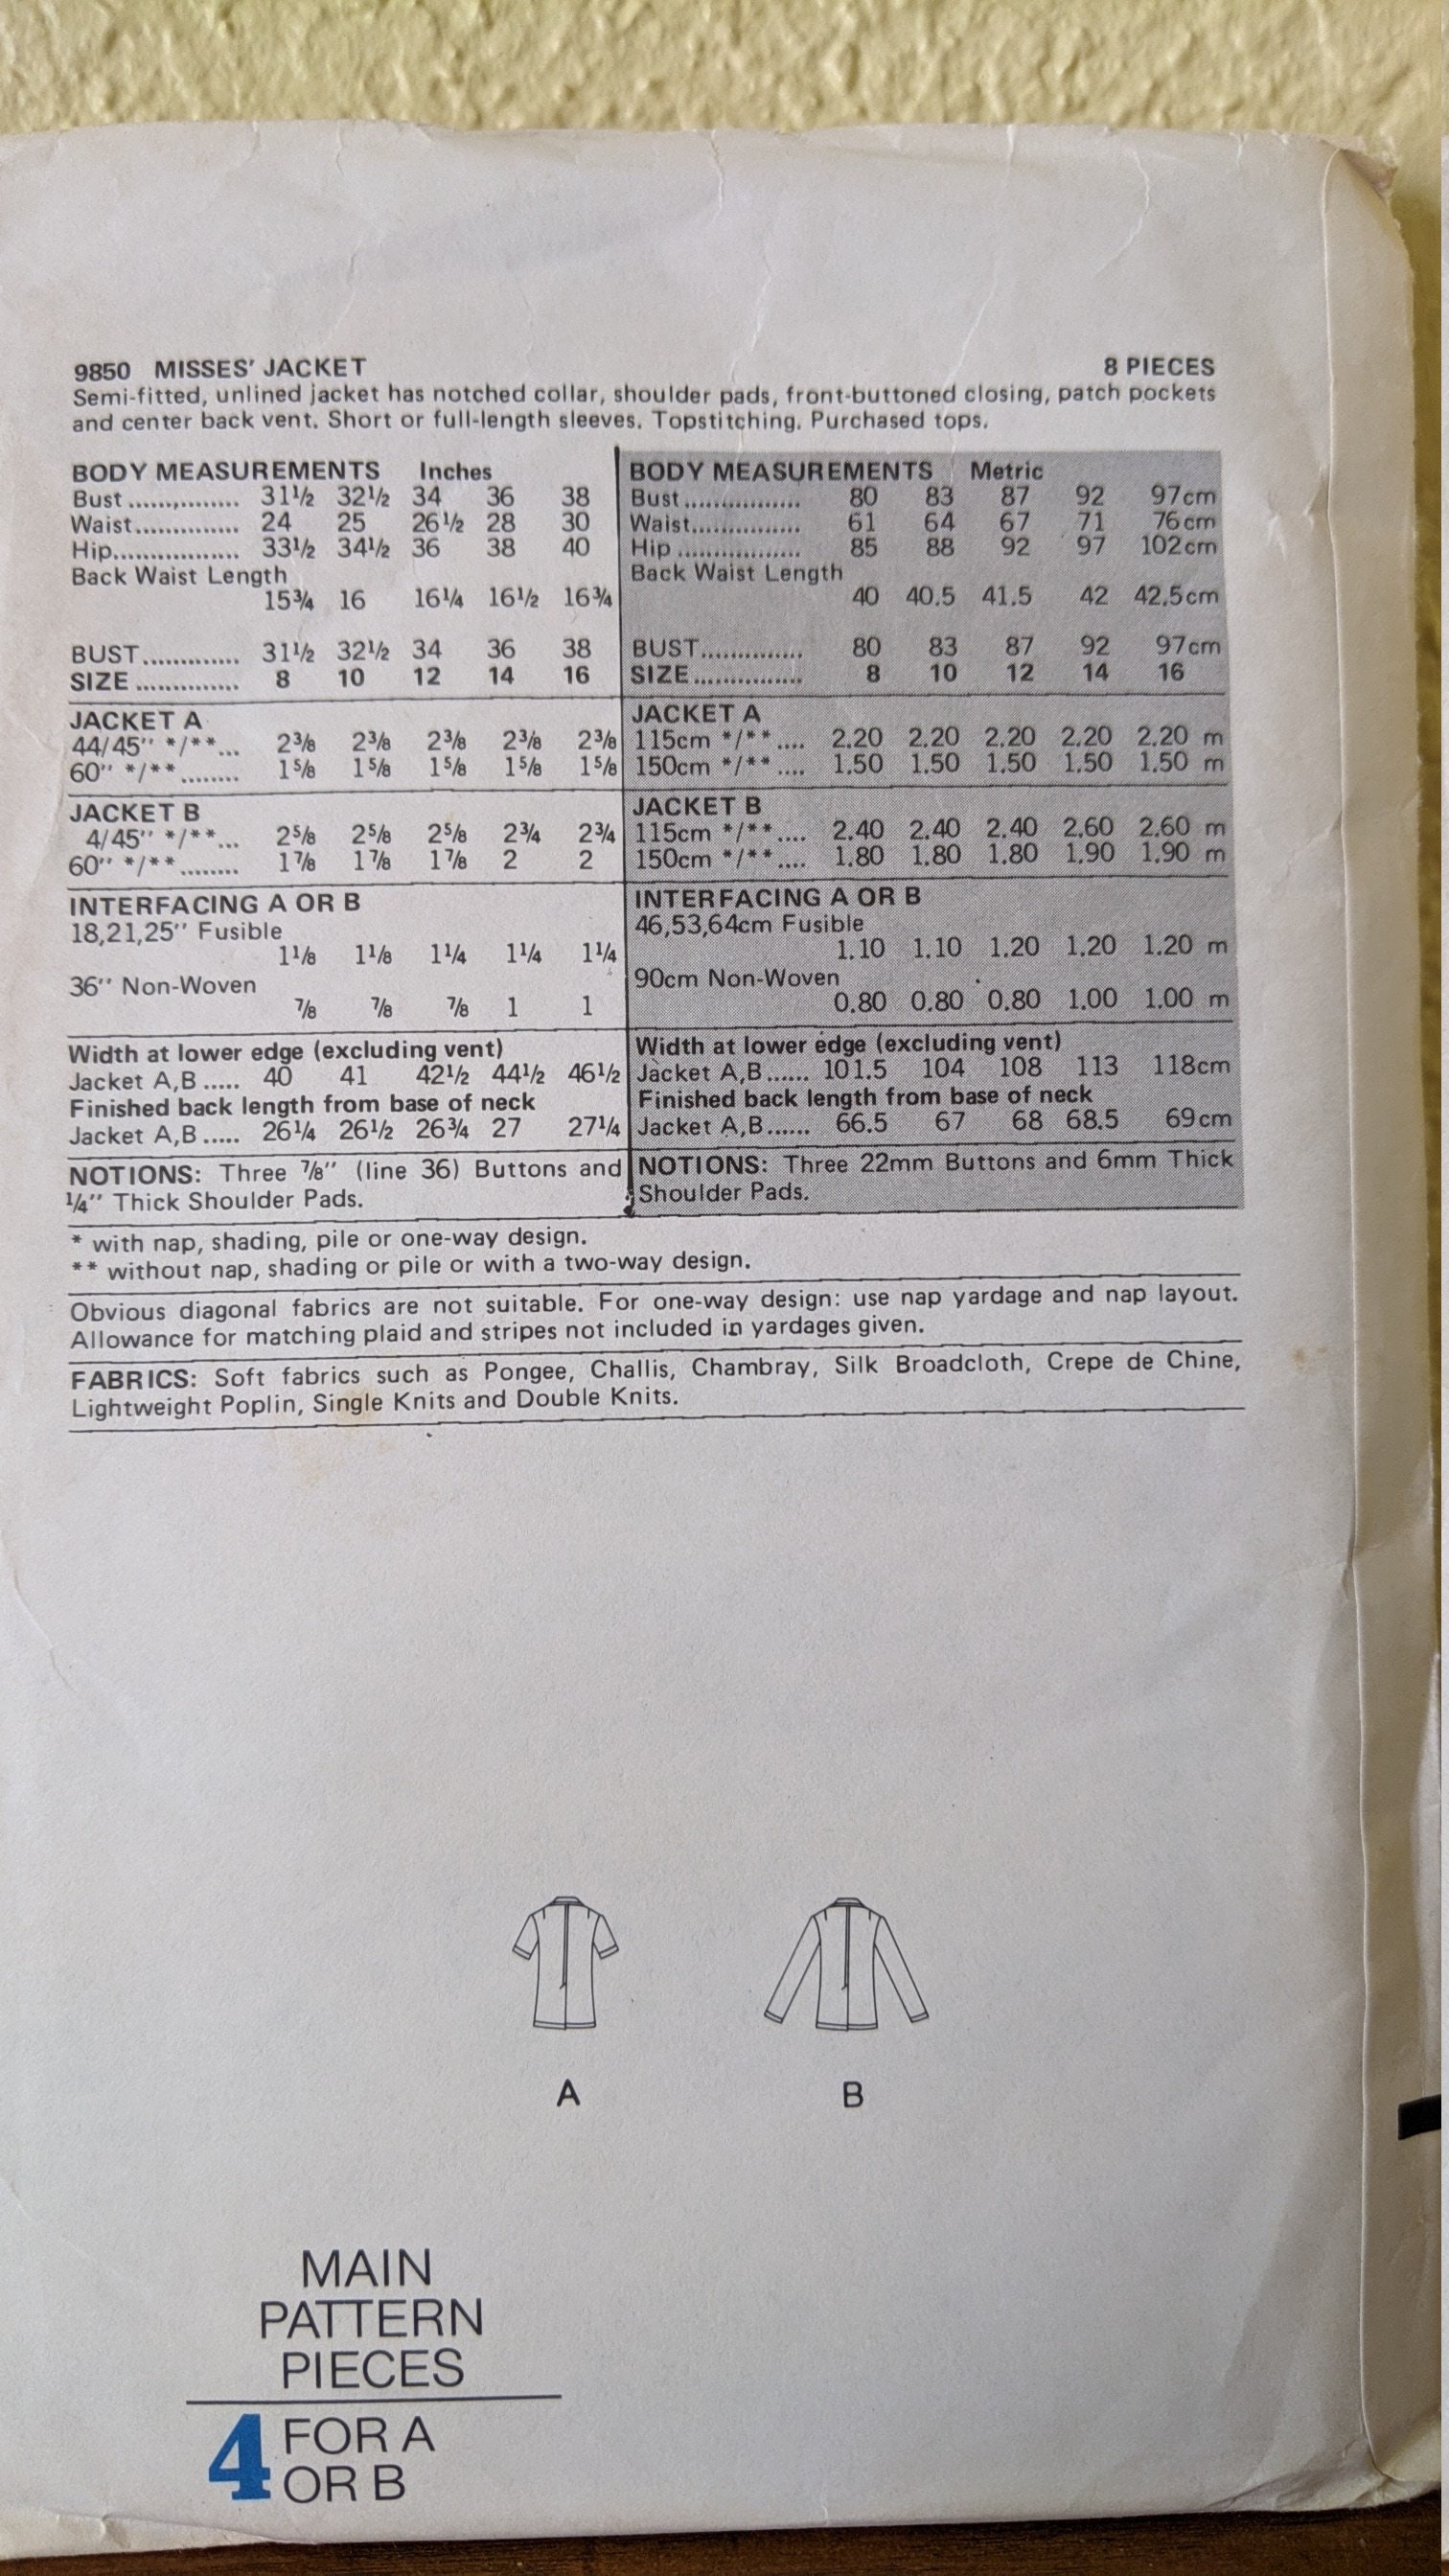 9850 MISSES' JACKET 8 PIECES
Semi-fitted, unlined jacket has notched collar, shoulder pads, front-buttoned closing, patch pockets
and center back vent. Short or full-length sleeves. Topstitching. Purchased tops.
BODY MEASUREMENTS Inches
Bust ............... 31½ 32½ 34 36 38
Waist.............. 24 25 26½ 28 30
Hip................. 33½ 34½ 36 38 40
Back Waist Length
15¾ 16 16¼ 16½ 16¾
BUST............. 31½ 32½ 34 36 38
SIZE .............. 8 10 12 14 16
JACKET A
44/45'' */**... 2⅜ 2⅜ 2⅜ 2⅜ 2⅜
60'' */** ........ 1⅝ 1⅝ 1⅝ 1⅝ 1⅝
JACKET B
4/45'' */**... 2⅝ 2⅝ 2⅝ 2¾ 2¾
60'' */** ........ 1⅞ 1⅞ 1⅞ 2 2
INTERFACING A OR B
18,21,25'' Fusible
1⅛ 1⅛ 1¼ 1¼ 1¼
36'' Non-Woven
⅞ ⅞ ⅞ 1 1
Width at lower edge (excluding vent)
Jacket A,B ..... 40 41 42½ 44½ 46½
Finished back length from base of neck
Jacket A,B ..... 26¼ 26½ 26¾ 27 27¼
NOTIONS: Three ⅞'' (line 36) Buttons and
¼'' Thick Shoulder Pads.
BODY MEASUREMENTS Metric
Bust................ 80 83 87 92 97cm
Waist............... 61 64 67 71 76cm
Hip ................. 85 88 92 97 102cm
Back Waist Length
40 40.5 41.5 42 42.5cm
BUST.............. 80 83 87 92 97cm
SIZE............... 8 10 12 14 16
JACKET A
115cm */** .... 2.20 2.20 2.20 2.20 2.20 m
150cm */** .... 1.50 1.50 1.50 1.50 1.50 m
JACKET B
115cm */** .... 2.40 2.40 2.40 2.60 2.60 m
150cm */** .... 1.80 1.80 1.80 1.90 1.90 m
INTERFACING A OR B
46,53,64cm Fusible
1.10 1.10 1.20 1.20 1.20 m
90cm Non-Woven
0.80 0.80 0.80 1.00 1.00 m
Width at lower edge (excluding vent)
Jacket A,B...... 101.5 104 108 113 118cm
Finished back length from base of neck
Jacket A,B...... 66.5 67 68 68.5 69cm
NOTIONS: Three 22mm Buttons and 6mm Thick
Shoulder Pads.
* with nap, shading, pile or one-way design.
** without nap, shading or pile or with a two-way design.
Obvious diagonal fabrics are not suitable. For one-way design: use nap yardage and nap layout.
Allowance for matching plaid and stripes not included in yardages given.
FABRICS: Soft fabrics such as Pongee, Challis, Chambray, Silk Broadcloth, Crepe de Chine,
Lightweight Poplin, Single Knits and Double Knits.
A B
MAIN
PATTERN
PIECES
4 FOR A
OR B